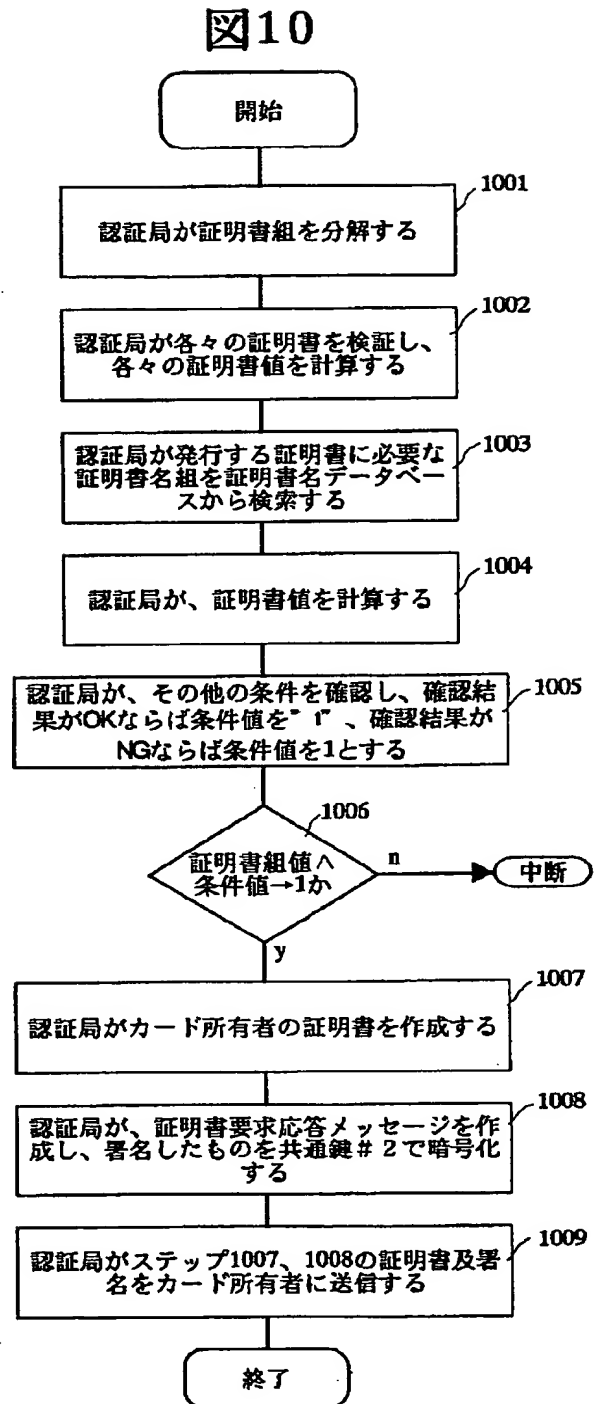 図10
開始
1001
認証局が証明書組を分解する
1002
認証局が各々の証明書を検証し、
各々の証明書値を計算する
1003
認証局が発行する証明書に必要な
証明書名組を証明書名データベー
スから検索する
1004
認証局が、証明書値を計算する
1005
認証局が、その他の条件を確認し、確認結
果がOKならば条件値を"1"、確認結果が
NGならば条件値を1とする
1006
証明書組値∧
条件値→1か
n
中断
y
1007
認証局がカード所有者の証明書を作成する
1008
認証局が、証明書要求応答メッセージを作
成し、署名したものを共通鍵#2で暗号化
する
1009
認証局がステップ1007、1008の証明書及署
名をカード所有者に送信する
終了